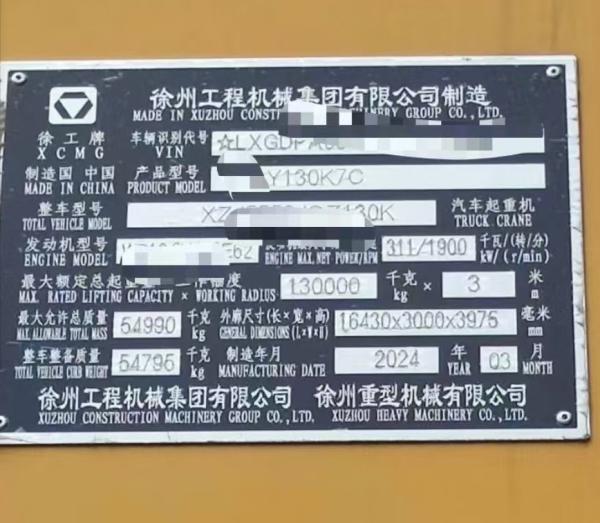 徐州工程机械集团有限公司制造
MADE IN XUZHOU CONST MACHINERY GROUP CO.,LTD.
徐工牌 车辆识别代号
XCMG VIN ☆LXGDPA
制造国 中国 产品型号
MADE IN CHINA PRODUCT MODEL Y130K7C
整车型号 汽车起重机
TOTAL VEHICLE MODEL XZJ 130K TRUCK CRANE
发动机型号 千瓦/(转/分)
ENGINE MODEL E62 ENGINE MAX.NET POWER/RPM 311/1900 kW/(r/min)
最大额定总起 工作幅度 千克 米
MAX. RATED LIFTING CAPACITY × WORKING RADIUS 130000 kg × 3 m
最大允许总质量 千克 外廓尺寸(长×宽×高) 毫米
MAX. ALLOWABLE TOTAL MASS 54990 kg GENERAL DIMENSIONS (L×W×H) 16430x3000x3975 mm
整车整备质量 千克 制造年月 年 月
TOTAL VEHICLE CURB WEIGHT 54795 kg MANUFACTURING DATE 2024 YEAR 03 MONTH
徐州工程机械集团有限公司 徐州重型机械有限公司
XUZHOU CONSTRUCTION MACHINERY GROUP CO.,LTD. XUZHOU HEAVY MACHINERY CO.,LTD.